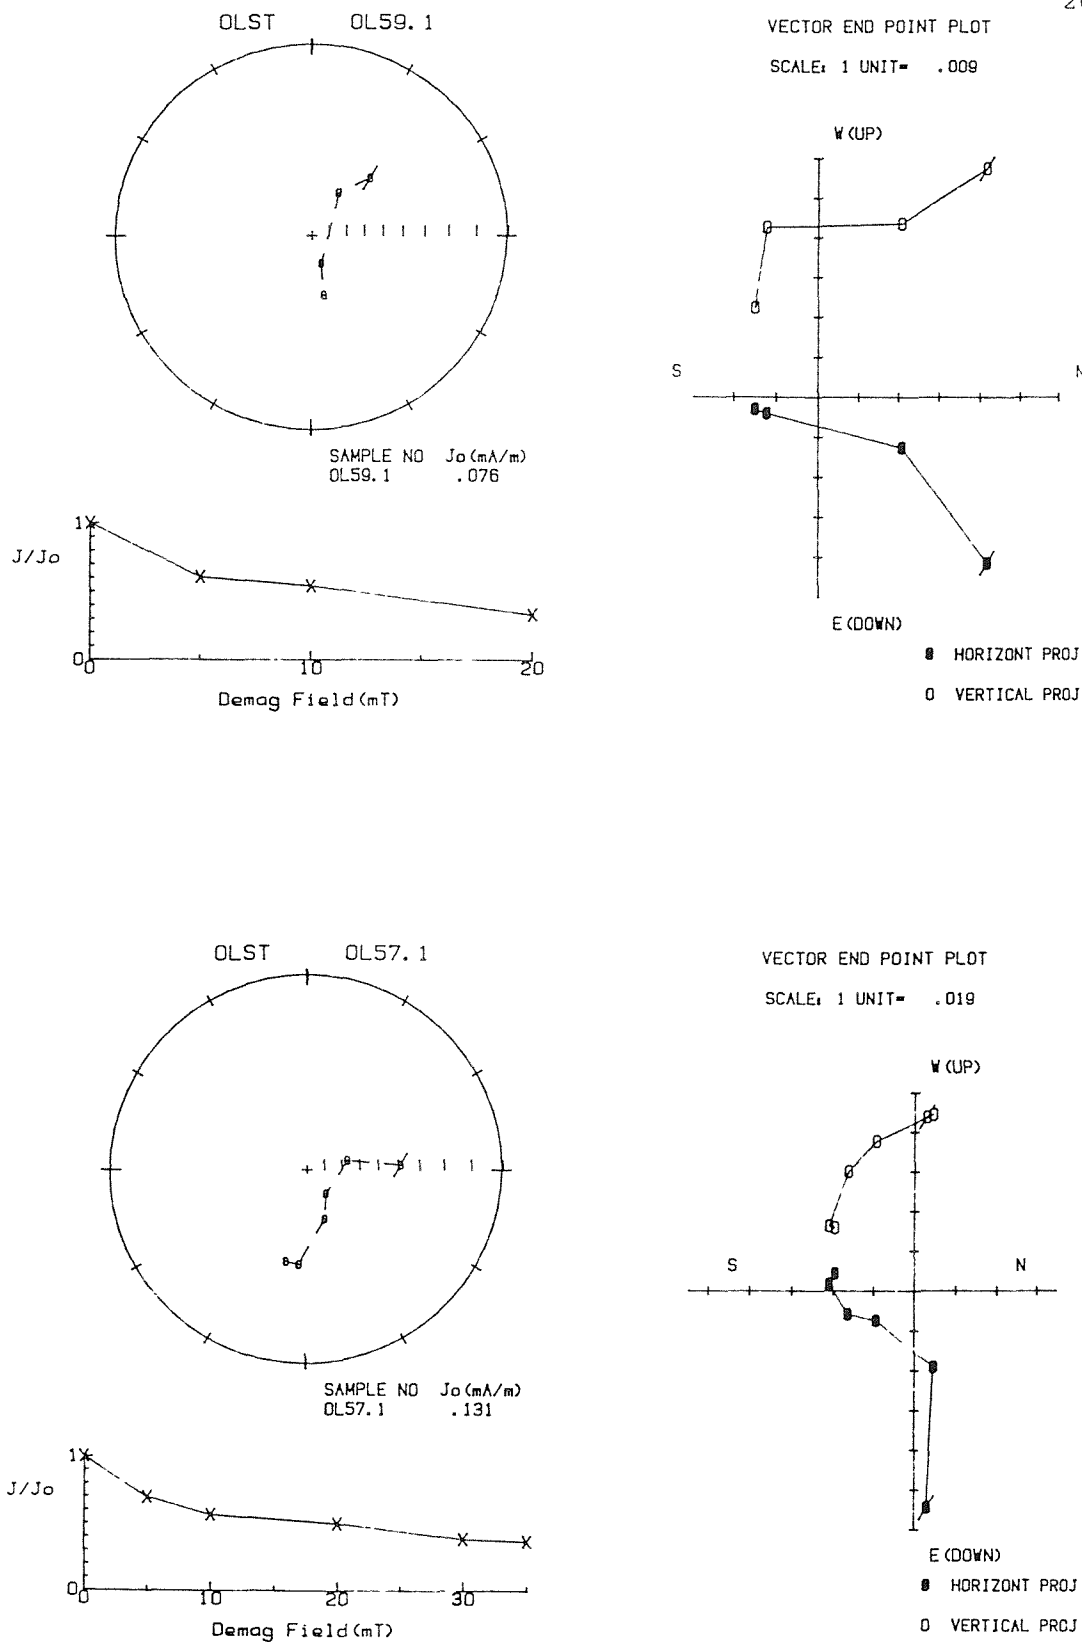 OLST OL59.1
VECTOR END POINT PLOT
SCALE: 1 UNIT= .009
W (UP)
S
E (DOWN)
HORIZONT PROJ
VERTICAL PROJ
SAMPLE NO Jo (mA/m)
OL59.1 .076
1
J/Jo
0
0 10 20
Demag Field (mT)
OLST OL57.1
VECTOR END POINT PLOT
SCALE: 1 UNIT= .019
W (UP)
S N
E (DOWN)
HORIZONT PROJ
VERTICAL PROJ
SAMPLE NO Jo (mA/m)
OL57.1 .131
1
J/Jo
0
0 10 20 30
Demag Field (mT)